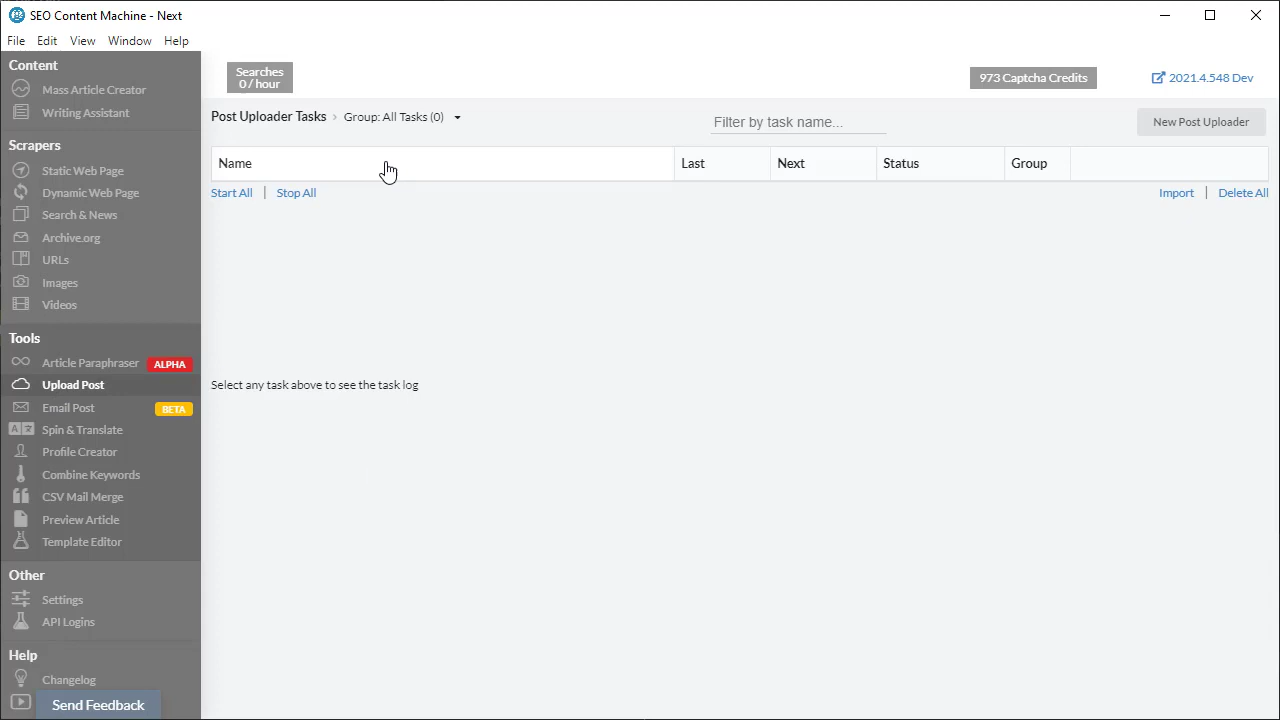 SEO Content Machine - Next
File Edit View Window Help
Content
Mass Article Creator
Writing Assistant
Scrapers
Static Web Page
Dynamic Web Page
Search & News
Archive.org
URLs
Images
Videos
Tools
Article Paraphraser ALPHA
Upload Post
Email Post BETA
Spin & Translate
Profile Creator
Combine Keywords
CSV Mail Merge
Preview Article
Template Editor
Other
Settings
API Logins
Help
Changelog
Send Feedback
Searches
0 / hour
973 Captcha Credits
2021.4.548 Dev
Post Uploader Tasks › Group: All Tasks (0)
Filter by task name...
New Post Uploader
Name Last Next Status Group
Start All | Stop All
Import | Delete All
Select any task above to see the task log